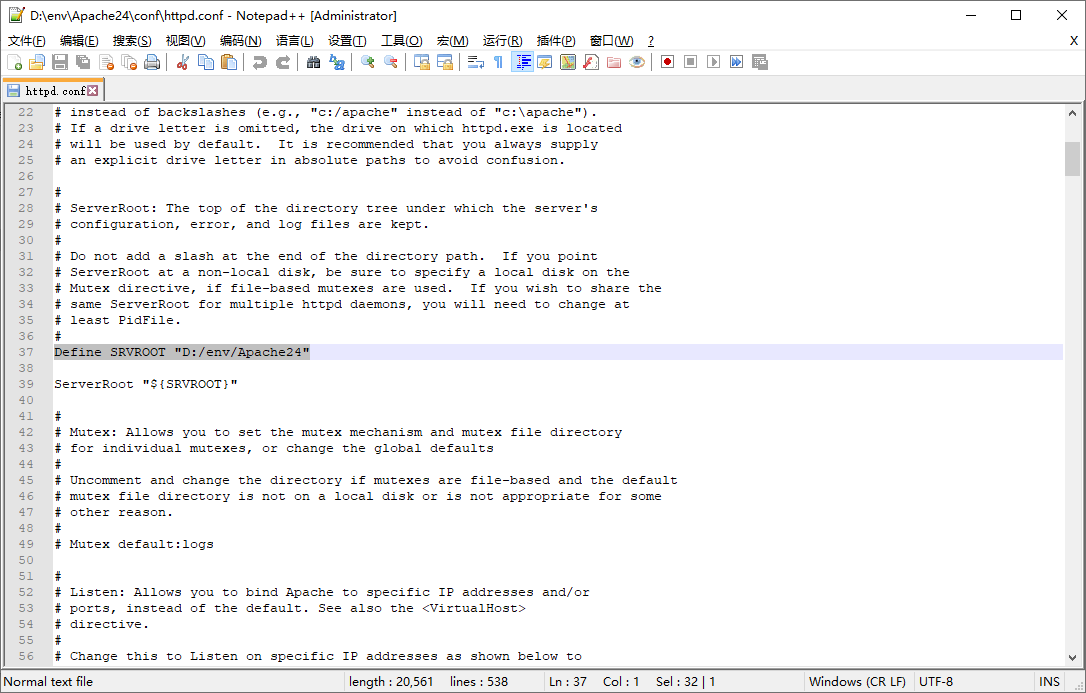 D:\env\Apache24\conf\httpd.conf - Notepad++ [Administrator]
文件(F) 编辑(E) 搜索(S) 视图(V) 编码(N) 语言(L) 设置(T) 工具(O) 宏(M) 运行(R) 插件(P) 窗口(W) ? X
httpd.conf
22 # instead of backslashes (e.g., "c:/apache" instead of "c:\apache").
23 # If a drive letter is omitted, the drive on which httpd.exe is located
24 # will be used by default.  It is recommended that you always supply
25 # an explicit drive letter in absolute paths to avoid confusion.
26
27 #
28 # ServerRoot: The top of the directory tree under which the server's
29 # configuration, error, and log files are kept.
30 #
31 # Do not add a slash at the end of the directory path.  If you point
32 # ServerRoot at a non-local disk, be sure to specify a local disk on the
33 # Mutex directive, if file-based mutexes are used.  If you wish to share the
34 # same ServerRoot for multiple httpd daemons, you will need to change at
35 # least PidFile.
36 #
37 Define SRVROOT "D:/env/Apache24"
38
39 ServerRoot "${SRVROOT}"
40
41 #
42 # Mutex: Allows you to set the mutex mechanism and mutex file directory
43 # for individual mutexes, or change the global defaults
44 #
45 # Uncomment and change the directory if mutexes are file-based and the default
46 # mutex file directory is not on a local disk or is not appropriate for some
47 # other reason.
48 #
49 # Mutex default:logs
50
51 #
52 # Listen: Allows you to bind Apache to specific IP addresses and/or
53 # ports, instead of the default. See also the <VirtualHost>
54 # directive.
55 #
56 # Change this to Listen on specific IP addresses as shown below to
Normal text file length : 20,561 lines : 538 Ln : 37 Col : 1 Sel : 32 | 1 Windows (CR LF) UTF-8 INS